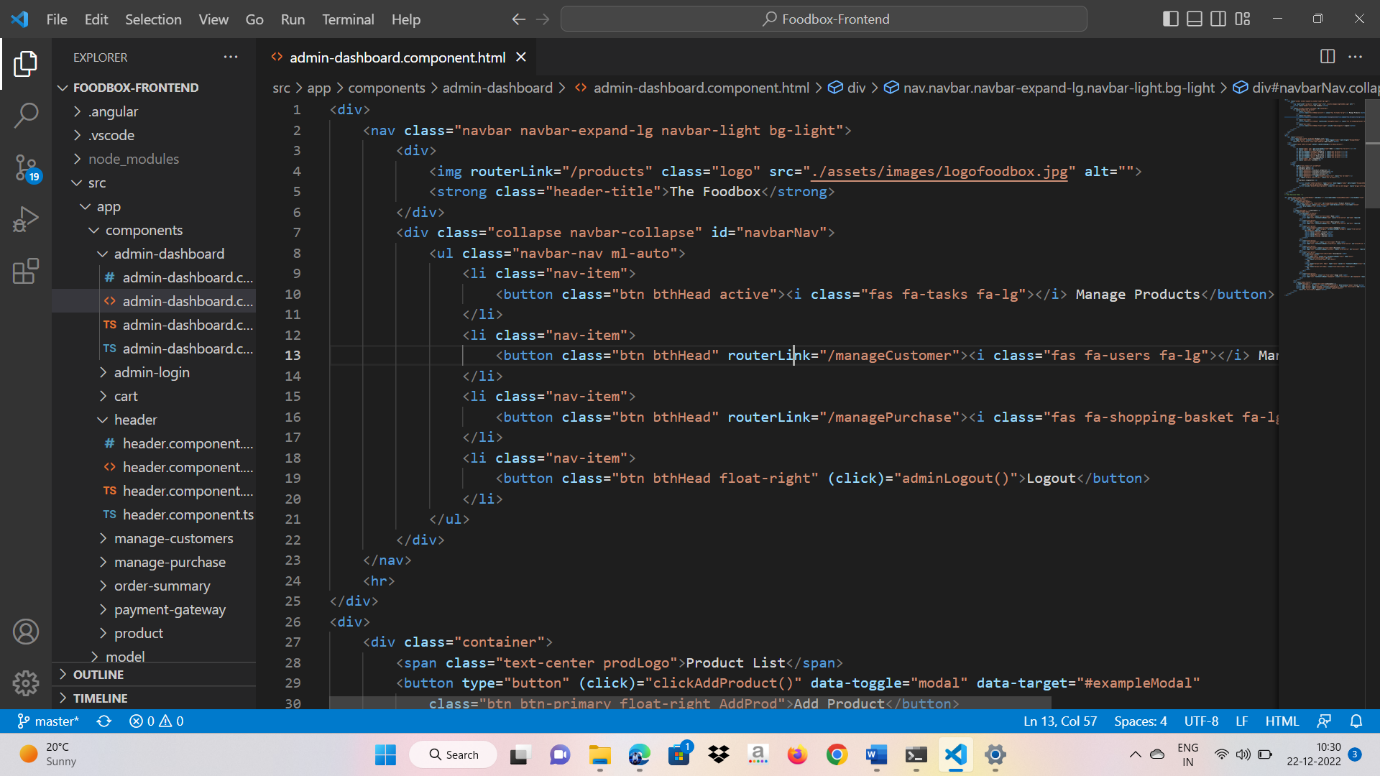 File Edit Selection View Go Run Terminal Help
Foodbox-Frontend
EXPLORER
FOODBOX-FRONTEND
.angular
.vscode
node_modules
src
app
components
admin-dashboard
# admin-dashboard.c...
<> admin-dashboard.c...
TS admin-dashboard.c...
TS admin-dashboard.c...
admin-login
cart
header
# header.component....
<> header.component....
TS header.component....
TS header.component.ts
manage-customers
manage-purchase
order-summary
payment-gateway
product
model
OUTLINE
TIMELINE
19
<> admin-dashboard.component.html
src > app > components > admin-dashboard > <> admin-dashboard.component.html > div > nav.navbar.navbar-expand-lg.navbar-light.bg-light > div#navbarNav.collap
1 <div>
2 <nav class="navbar navbar-expand-lg navbar-light bg-light">
3 <div>
4 <img routerLink="/products" class="logo" src="./assets/images/logofoodbox.jpg" alt="">
5 <strong class="header-title">The Foodbox</strong>
6 </div>
7 <div class="collapse navbar-collapse" id="navbarNav">
8 <ul class="navbar-nav ml-auto">
9 <li class="nav-item">
10 <button class="btn bthHead active"><i class="fas fa-tasks fa-lg"></i> Manage Products</button>
11 </li>
12 <li class="nav-item">
13 <button class="btn bthHead" routerLink="/manageCustomer"><i class="fas fa-users fa-lg"></i> Man
14 </li>
15 <li class="nav-item">
16 <button class="btn bthHead" routerLink="/managePurchase"><i class="fas fa-shopping-basket fa-lg
17 </li>
18 <li class="nav-item">
19 <button class="btn bthHead float-right" (click)="adminLogout()">Logout</button>
20 </li>
21 </ul>
22 </div>
23 </nav>
24 <hr>
25 </div>
26 <div>
27 <div class="container">
28 <span class="text-center prodLogo">Product List</span>
29 <button type="button" (click)="clickAddProduct()" data-toggle="modal" data-target="#exampleModal"
30 class="btn btn-primary float-right AddProd">Add Product</button>
master* 0 0
Ln 13, Col 57 Spaces: 4 UTF-8 LF HTML
20°C
Sunny
Search
1
ENG
IN
10:30
22-12-2022
3